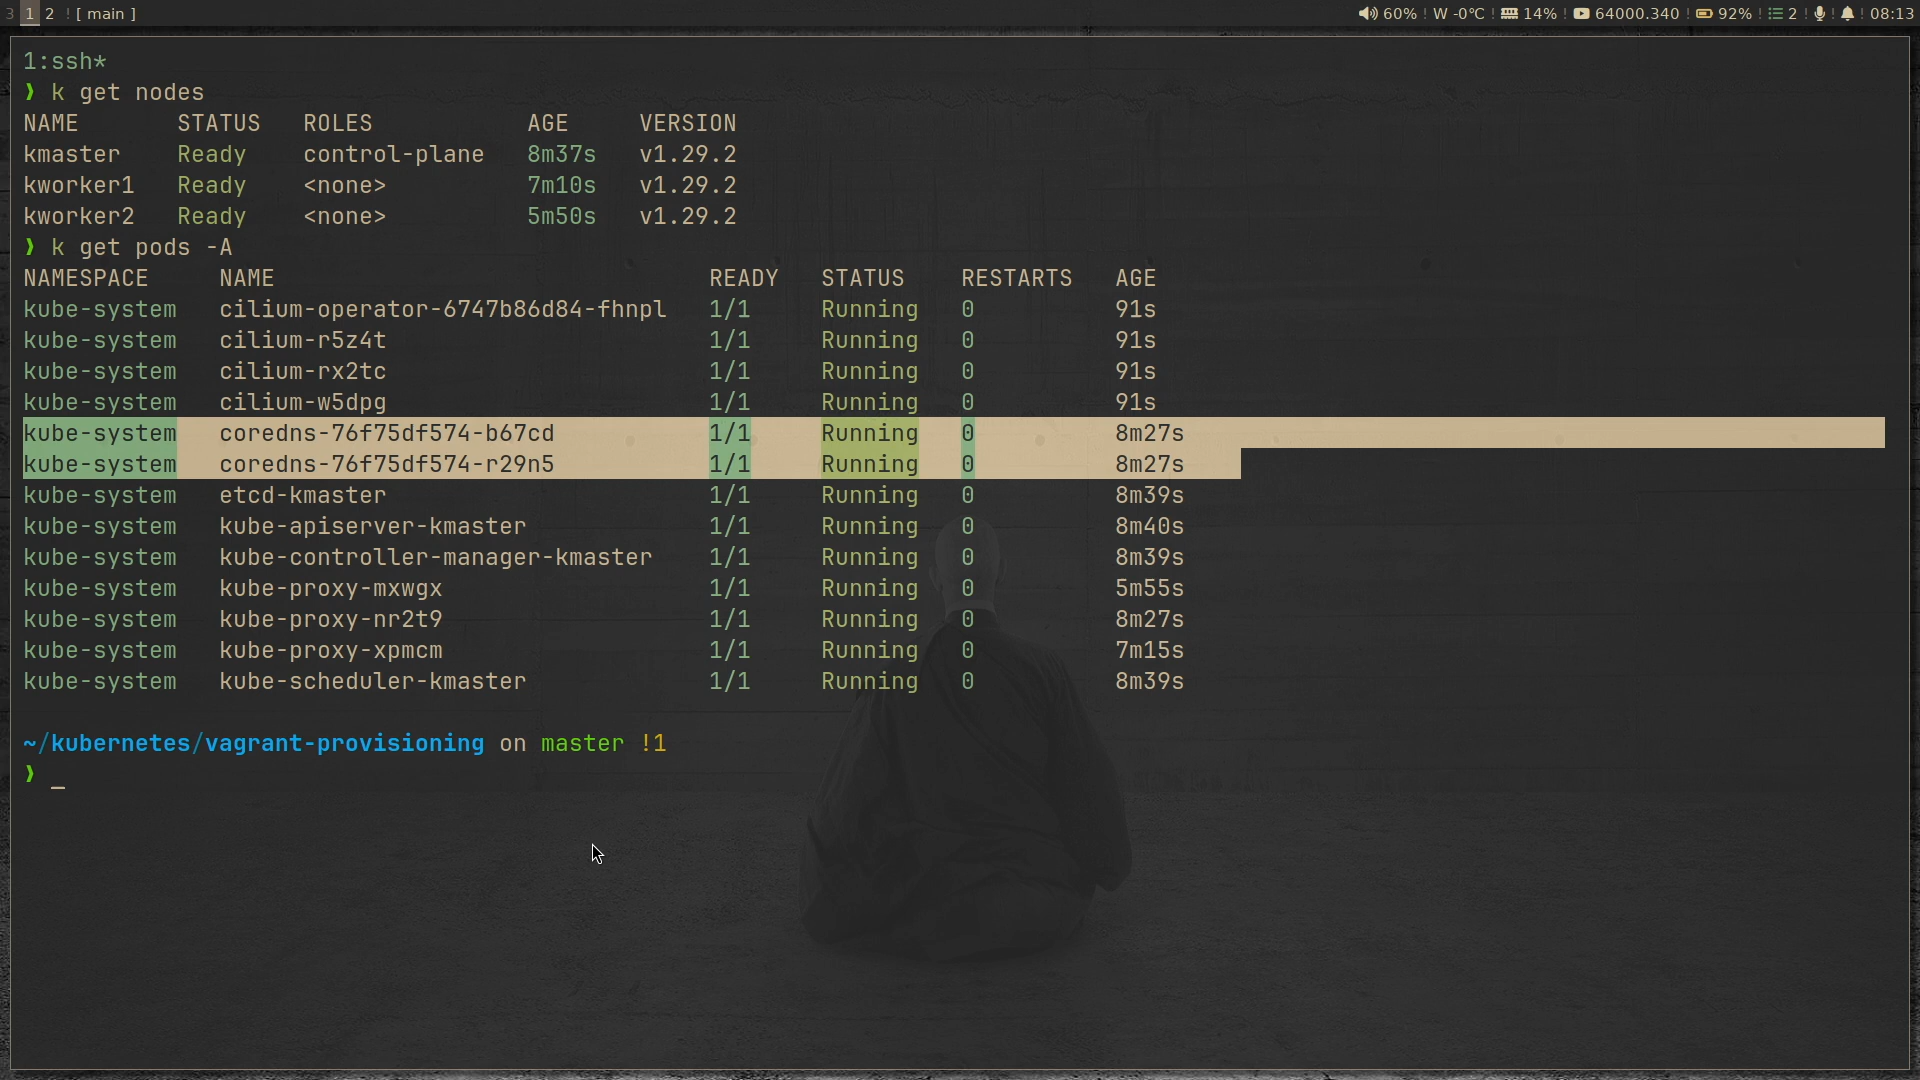 3 1 2 ! [ main ] 60% ! W -0℃ ! 14% ! 64000.340 ! 92% ! 2 ! ! ! 08:13
1:ssh*
❫ k get nodes
NAME STATUS ROLES AGE VERSION
kmaster Ready control-plane 8m37s v1.29.2
kworker1 Ready <none> 7m10s v1.29.2
kworker2 Ready <none> 5m50s v1.29.2
❫ k get pods -A
NAMESPACE NAME READY STATUS RESTARTS AGE
kube-system cilium-operator-6747b86d84-fhnpl 1/1 Running 0 91s
kube-system cilium-r5z4t 1/1 Running 0 91s
kube-system cilium-rx2tc 1/1 Running 0 91s
kube-system cilium-w5dpg 1/1 Running 0 91s
kube-system coredns-76f75df574-b67cd 1/1 Running 0 8m27s
kube-system coredns-76f75df574-r29n5 1/1 Running 0 8m27s
kube-system etcd-kmaster 1/1 Running 0 8m39s
kube-system kube-apiserver-kmaster 1/1 Running 0 8m40s
kube-system kube-controller-manager-kmaster 1/1 Running 0 8m39s
kube-system kube-proxy-mxwgx 1/1 Running 0 5m55s
kube-system kube-proxy-nr2t9 1/1 Running 0 8m27s
kube-system kube-proxy-xpmcm 1/1 Running 0 7m15s
kube-system kube-scheduler-kmaster 1/1 Running 0 8m39s
~/kubernetes/vagrant-provisioning on master !1
❫ _